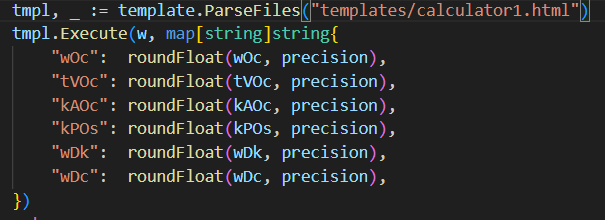 tmpl, _ := template.ParseFiles("templates/calculator1.html")
tmpl.Execute(w, map[string]string{
    "wOc":  roundFloat(wOc, precision),
    "tVOc": roundFloat(tVOc, precision),
    "kAOc": roundFloat(kAOc, precision),
    "kPOs": roundFloat(kPOs, precision),
    "wDk":  roundFloat(wDk, precision),
    "wDc":  roundFloat(wDc, precision),
})